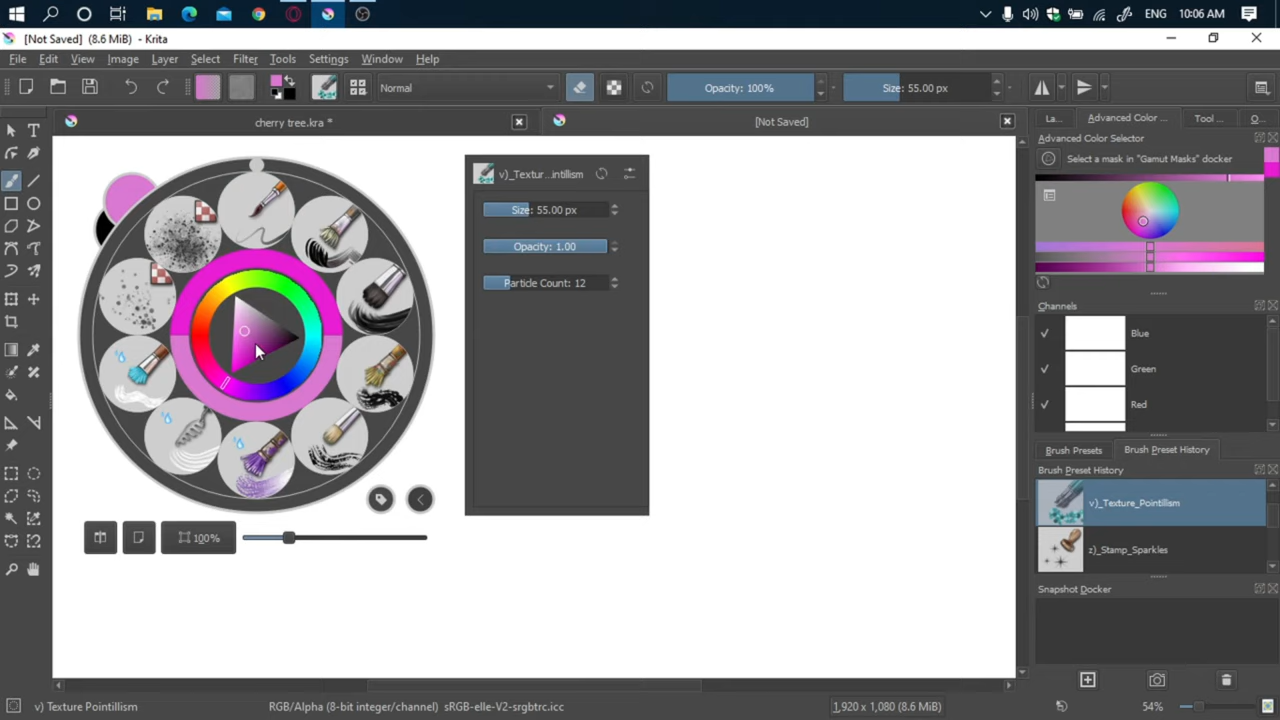 ENG
10:06 AM
[Not Saved] (8.6 MiB) - Krita
File Edit View Image Layer Select Filter Tools Settings Window Help
Normal
Opacity: 100%
Size: 55.00 px
cherry tree.kra *
[Not Saved]
La...
Advanced Color ...
Tool ...
O...
Advanced Color Selector
Select a mask in "Gamut Masks" docker
v)_Textur...intillism
Size: 55.00 px
Opacity: 1.00
Particle Count: 12
100%
Channels
Blue
Green
Red
Brush Presets
Brush Preset History
Brush Preset History
v)_Texture_Pointillism
z)_Stamp_Sparkles
Snapshot Docker
v) Texture Pointillism
RGB/Alpha (8-bit integer/channel) sRGB-elle-V2-srgbtrc.icc
1,920 x 1,080 (8.6 MiB)
54%